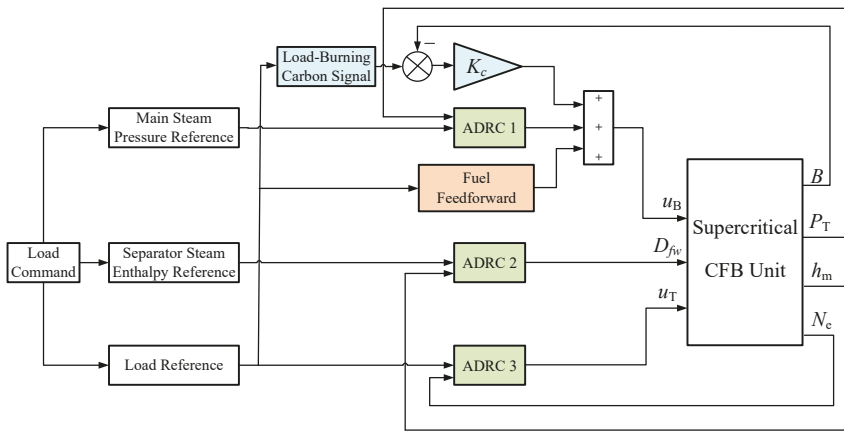 Load-Burning
Carbon Signal
−
K_c
Main Steam
Pressure Reference
ADRC 1
+
+
+
Fuel
Feedforward
Load
Command
Separator Steam
Enthalpy Reference
ADRC 2
Load Reference
ADRC 3
u_B
D_fw
u_T
Supercritical
CFB Unit
B
P_T
h_m
N_e